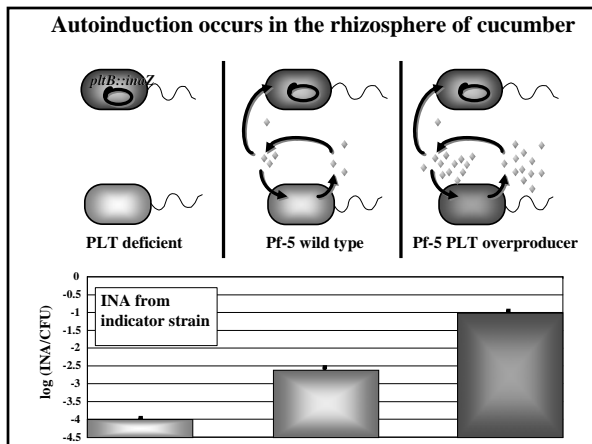 Autoinduction occurs in the rhizosphere of cucumber
pltB::inaZ
PLT deficient
Pf-5 wild type
Pf-5 PLT overproducer
INA from
indicator strain
log (INA/CFU)
0
-0.5
-1
-1.5
-2
-2.5
-3
-3.5
-4
-4.5